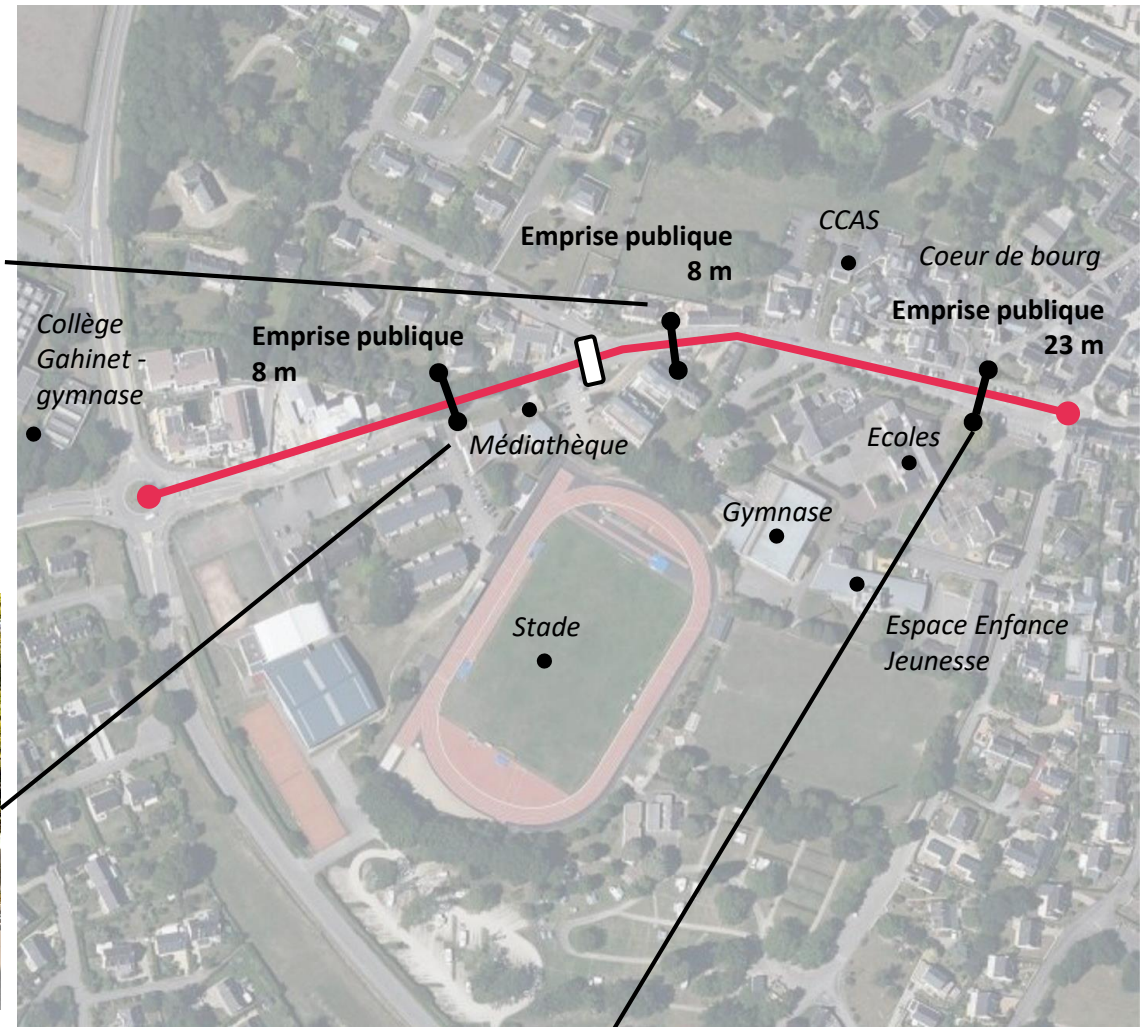 CCAS
Emprise publique
8 m
Coeur de bourg
Emprise publique
23 m
Collège
Gahinet -
gymnase
Emprise publique
8 m
Médiathèque
Ecoles
Gymnase
Stade
Espace Enfance
Jeunesse